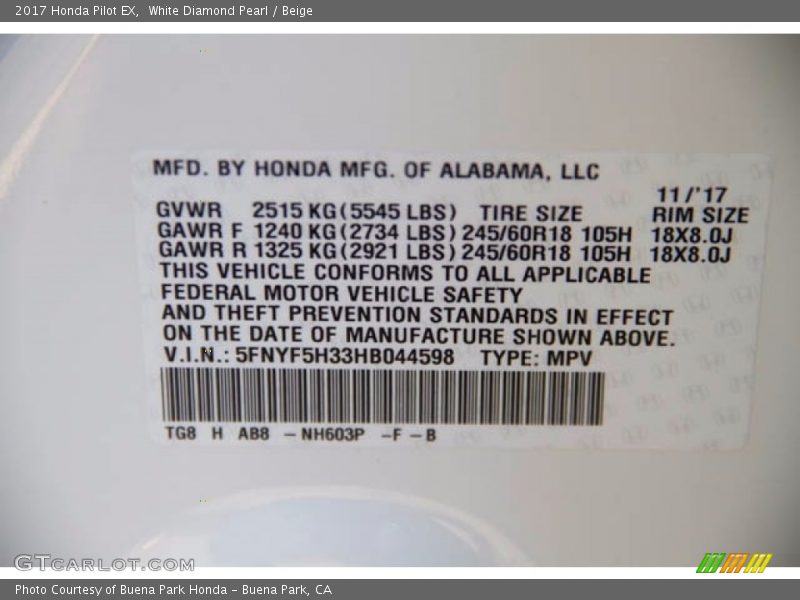 2017 Honda Pilot EX, White Diamond Pearl / Beige
MFD. BY HONDA MFG. OF ALABAMA, LLC
11/'17
GVWR 2515 KG(5545 LBS) TIRE SIZE RIM SIZE
GAWR F 1240 KG(2734 LBS) 245/60R18 105H 18X8.0J
GAWR R 1325 KG(2921 LBS) 245/60R18 105H 18X8.0J
THIS VEHICLE CONFORMS TO ALL APPLICABLE
FEDERAL MOTOR VEHICLE SAFETY
AND THEFT PREVENTION STANDARDS IN EFFECT
ON THE DATE OF MANUFACTURE SHOWN ABOVE.
V.I.N.: 5FNYF5H33HB044598 TYPE: MPV
TG8 H AB8 - NH603P -F - B
GTCARLOT.COM
Photo Courtesy of Buena Park Honda - Buena Park, CA